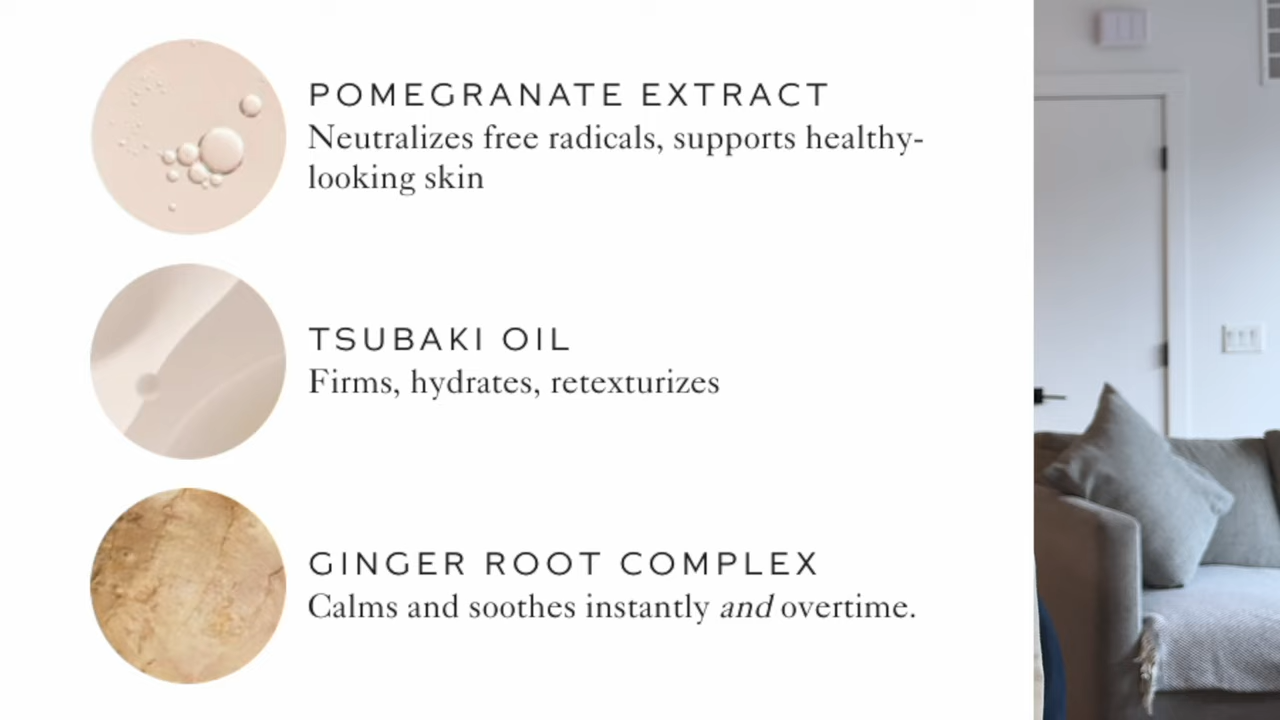 POMEGRANATE EXTRACT
Neutralizes free radicals, supports healthy-
looking skin
TSUBAKI OIL
Firms, hydrates, retexturizes
GINGER ROOT COMPLEX
Calms and soothes instantly and overtime.